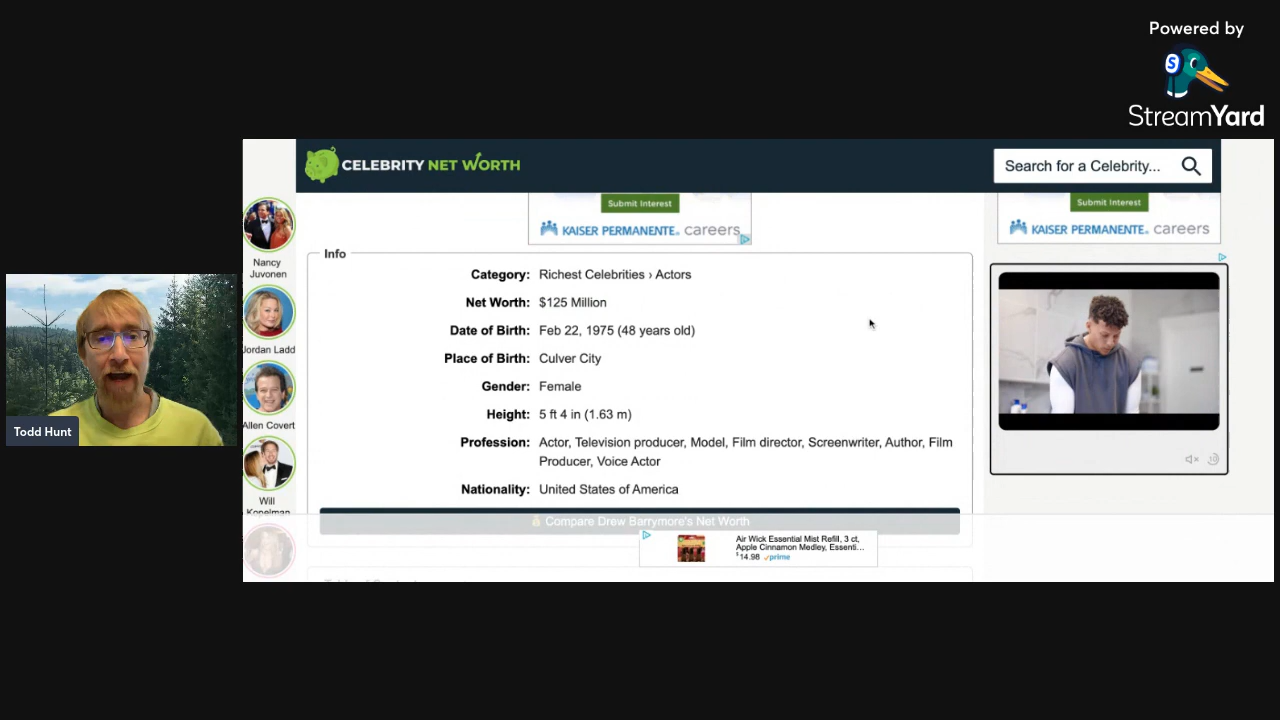 Powered by
StreamYard
CELEBRITY NET WORTH
Search for a Celebrity...
Submit Interest
KAISER PERMANENTE. careers
Submit Interest
KAISER PERMANENTE. careers
Nancy
Juvonen
Jordan Ladd
Allen Covert
Will
Kopelman
Info
Category: Richest Celebrities › Actors
Net Worth: $125 Million
Date of Birth: Feb 22, 1975 (48 years old)
Place of Birth: Culver City
Gender: Female
Height: 5 ft 4 in (1.63 m)
Profession: Actor, Television producer, Model, Film director, Screenwriter, Author, Film
Producer, Voice Actor
Nationality: United States of America
Compare Drew Barrymore's Net Worth
Air Wick Essential Mist Refill, 3 ct,
Apple Cinnamon Medley, Essenti...
$14.98 prime
Todd Hunt